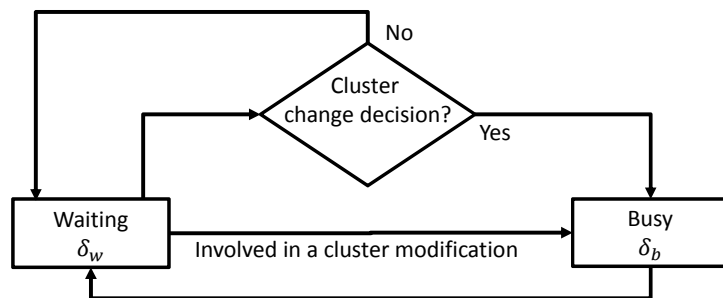 No
Cluster
change decision?
Yes
Waiting
δ_w
Involved in a cluster modification
Busy
δ_b